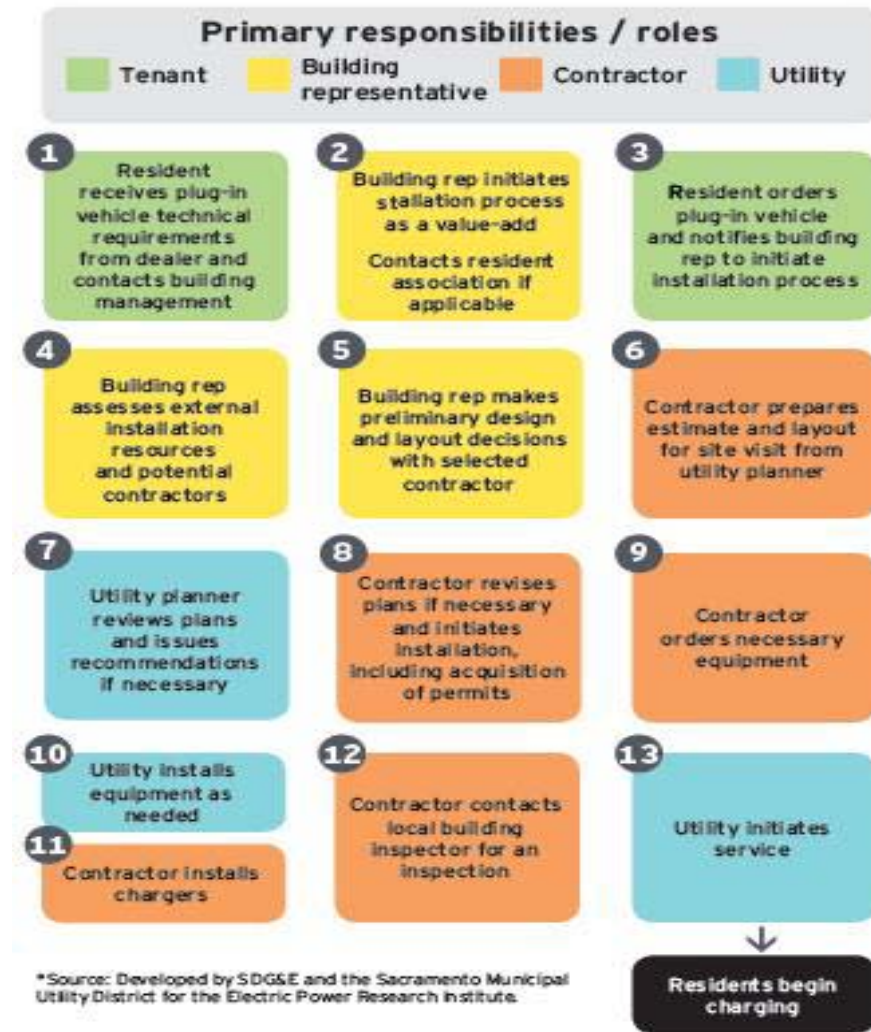 Primary responsibilities / roles
Tenant
Building
representative
Contractor
Utility
1
Resident
receives plug-in
vehicle technical
requirements
from dealer and
contacts building
management
2
Building rep initiates
stallation process
as a value-add
Contacts resident
association if
applicable
3
Resident orders
plug-in vehicle
and notifies building
rep to initiate
installation process
4
Building rep
assesses external
installation
resources
and potential
contractors
5
Building rep makes
preliminary design
and layout decisions
with selected
contractor
6
Contractor prepares
estimate and layout
for site visit from
utility planner
7
Utility planner
reviews plans
and issues
recommendations
if necessary
8
Contractor revises
plans if necessary
and initiates
installation,
including acquisition
of permits
9
Contractor
orders necessary
equipment
10
Utility installs
equipment as
needed
11
Contractor installs
chargers
12
Contractor contacts
local building
inspector for an
inspection
13
Utility initiates
service
*Source: Developed by SDG&E and the Sacramento Municipal
Utility District for the Electric Power Research Institute.
Residents begin
charging